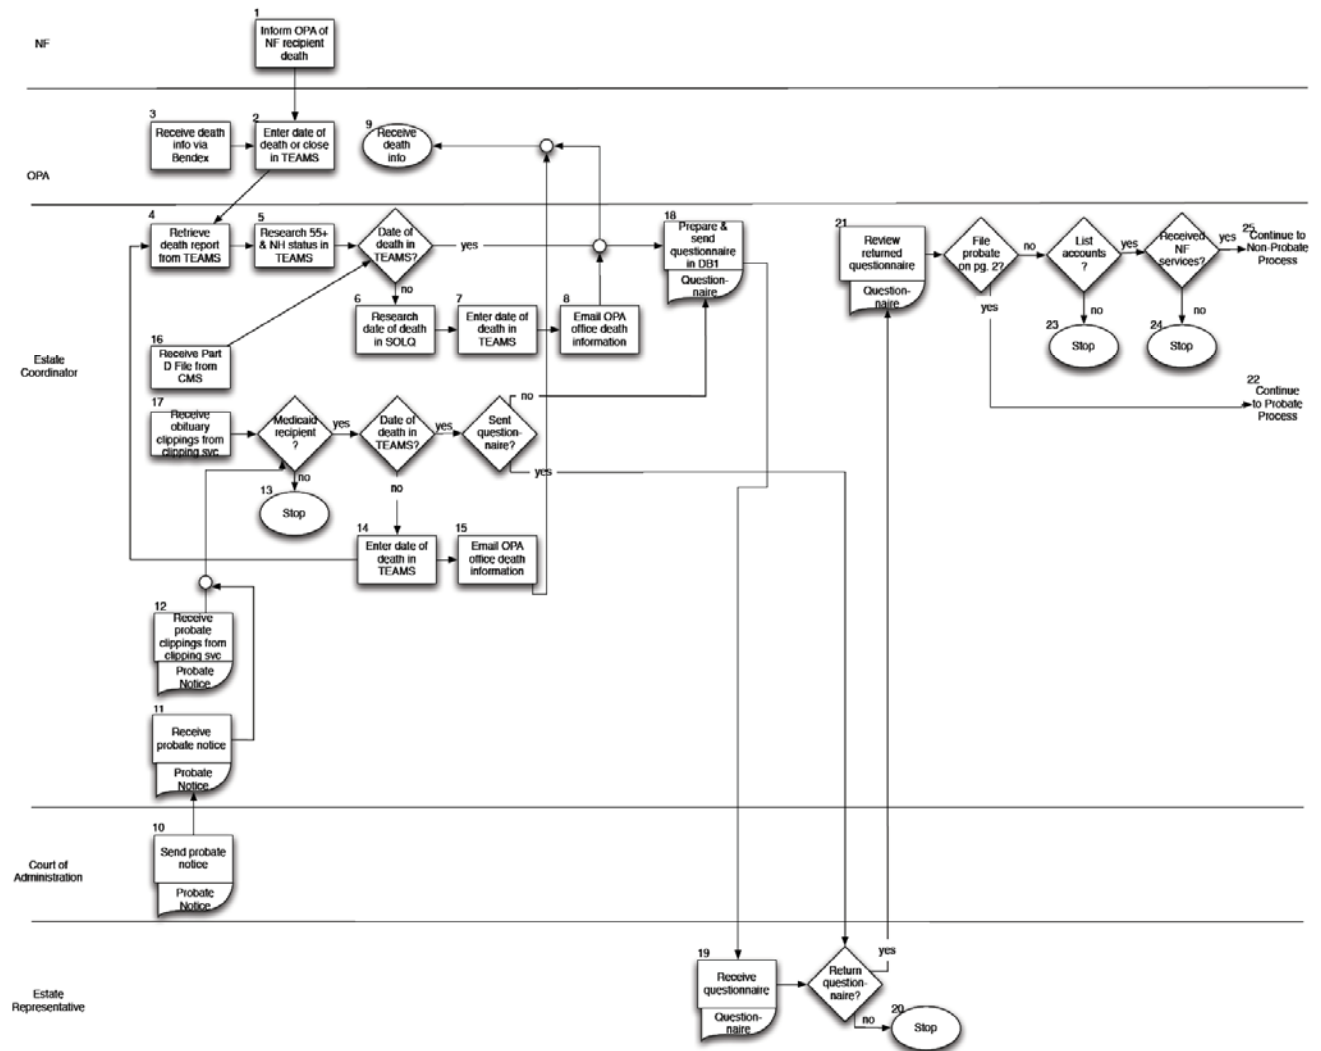 NF
1
Inform OPA of
NF recipient
death
OPA
3
Receive death
info via
Bendex
2
Enter date of
death or close
in TEAMS
9
Receive
death
info
Estate
Coordinator
4
Retrieve
death report
from TEAMS
5
Research 55+
& NH status in
TEAMS
Date of
death in
TEAMS?
yes
no
6
Research
date of death
in SOLQ
7
Enter date of
death in
TEAMS
8
Email OPA
office death
information
18
Prepare &
send
questionnaire
in DB1
Question-
naire
21
Review
returned
questionnaire
Question-
naire
File
probate
on pg. 2?
no
yes
List
accounts
?
yes
no
23
Stop
Received
NF
services?
yes
no
24
Stop
25
Continue to
Non-Probate
Process
22
Continue
to Probate
Process
16
Receive Part
D File from
CMS
17
Receive
obituary
clippings from
clipping svc
Medicaid
recipient
?
yes
no
13
Stop
Date of
death in
TEAMS?
yes
no
Sent
question-
naire?
no
yes
14
Enter date of
death in
TEAMS
15
Email OPA
office death
information
12
Receive
probate
clippings from
clipping svc
Probate
Notice
11
Receive
probate notice
Probate
Notice
Court of
Administration
10
Send probate
notice
Probate
Notice
Estate
Representative
19
Receive
questionnaire
Question-
naire
Return
question-
naire?
yes
no
20
Stop